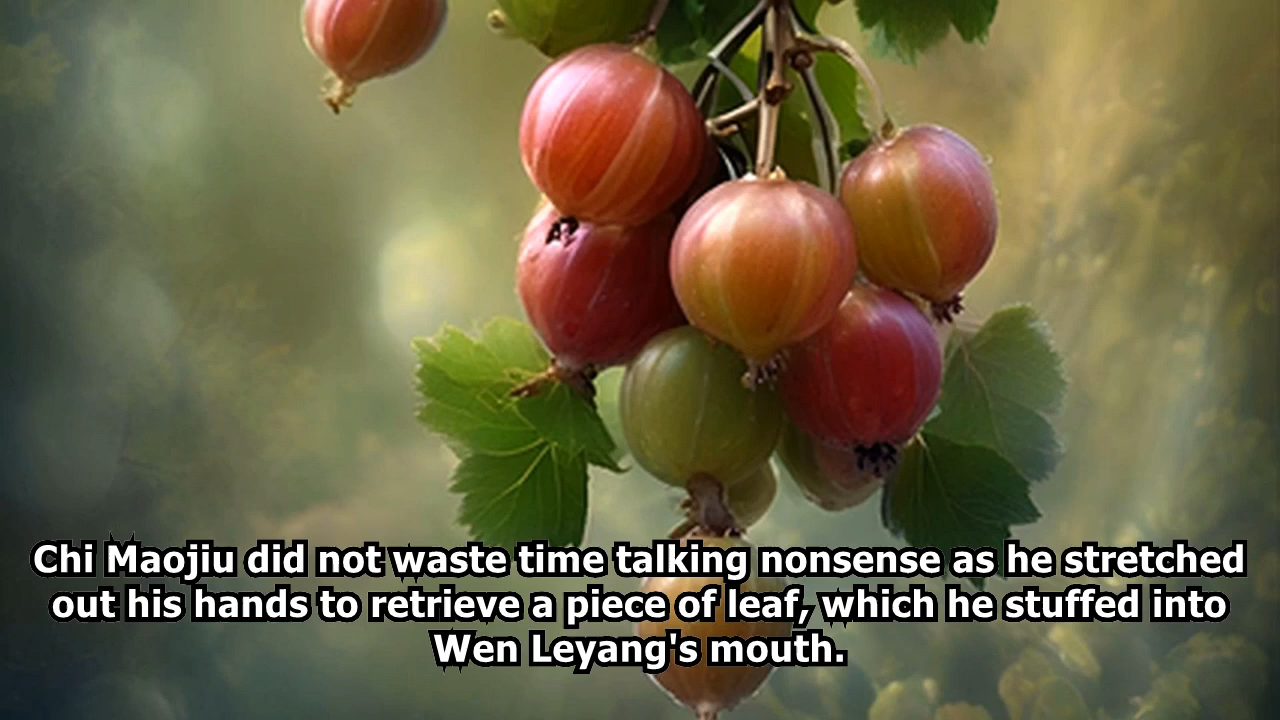 Chi Maojiu did not waste time talking nonsense as he stretched
out his hands to retrieve a piece of leaf, which he stuffed into
Wen Leyang's mouth.